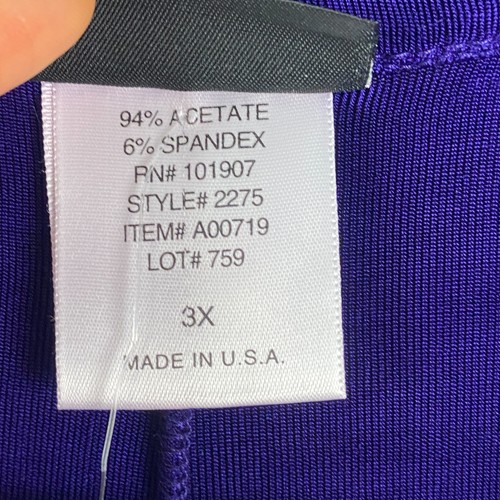 94% ACETATE
6% SPANDEX
RN# 101907
STYLE# 2275
ITEM# A00719
LOT# 759
3X
MADE IN U.S.A.